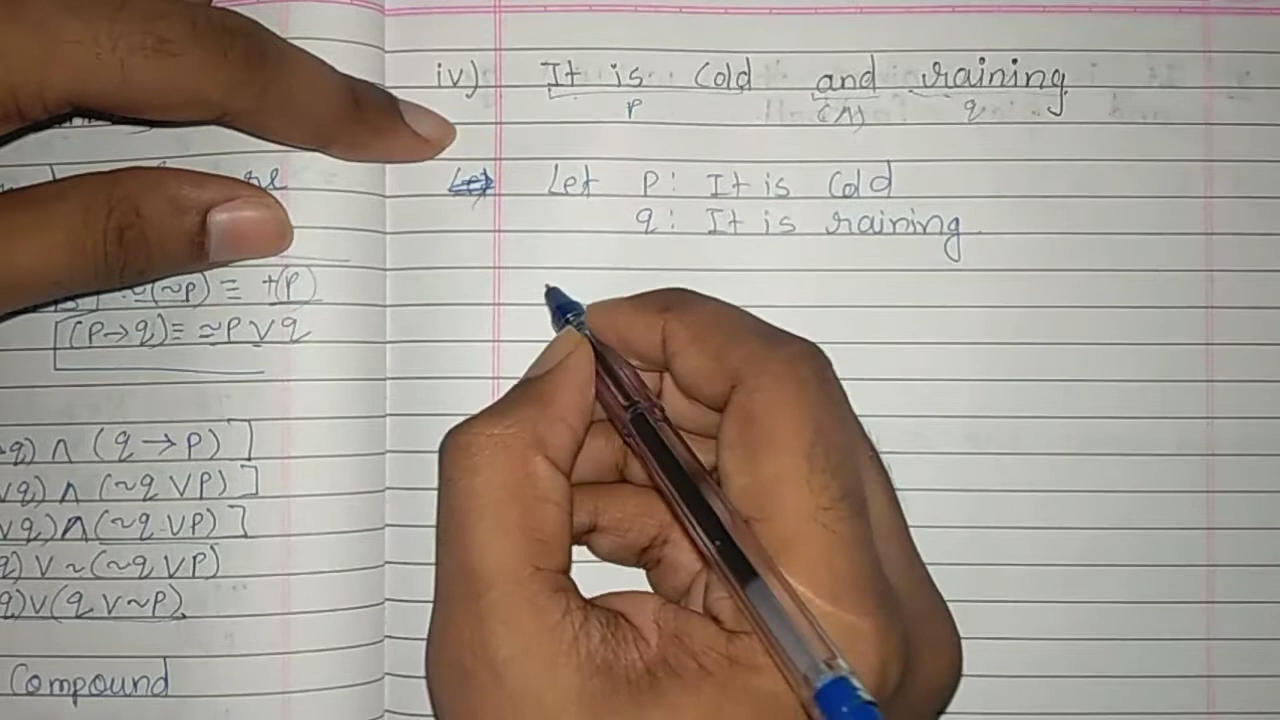 (p→q) ≡ ~p ∨ q
∧ (q → p)]
∨q) ∧ (~q ∨p)]
∨q) ∧ (~q ∨p)]
q) ∨ ~(~q ∨p)
q) ∨ (q ∨ ~p).
Compound
iv) It is cold and raining
p (∧) q
Let p: It is cold
q: It is raining.